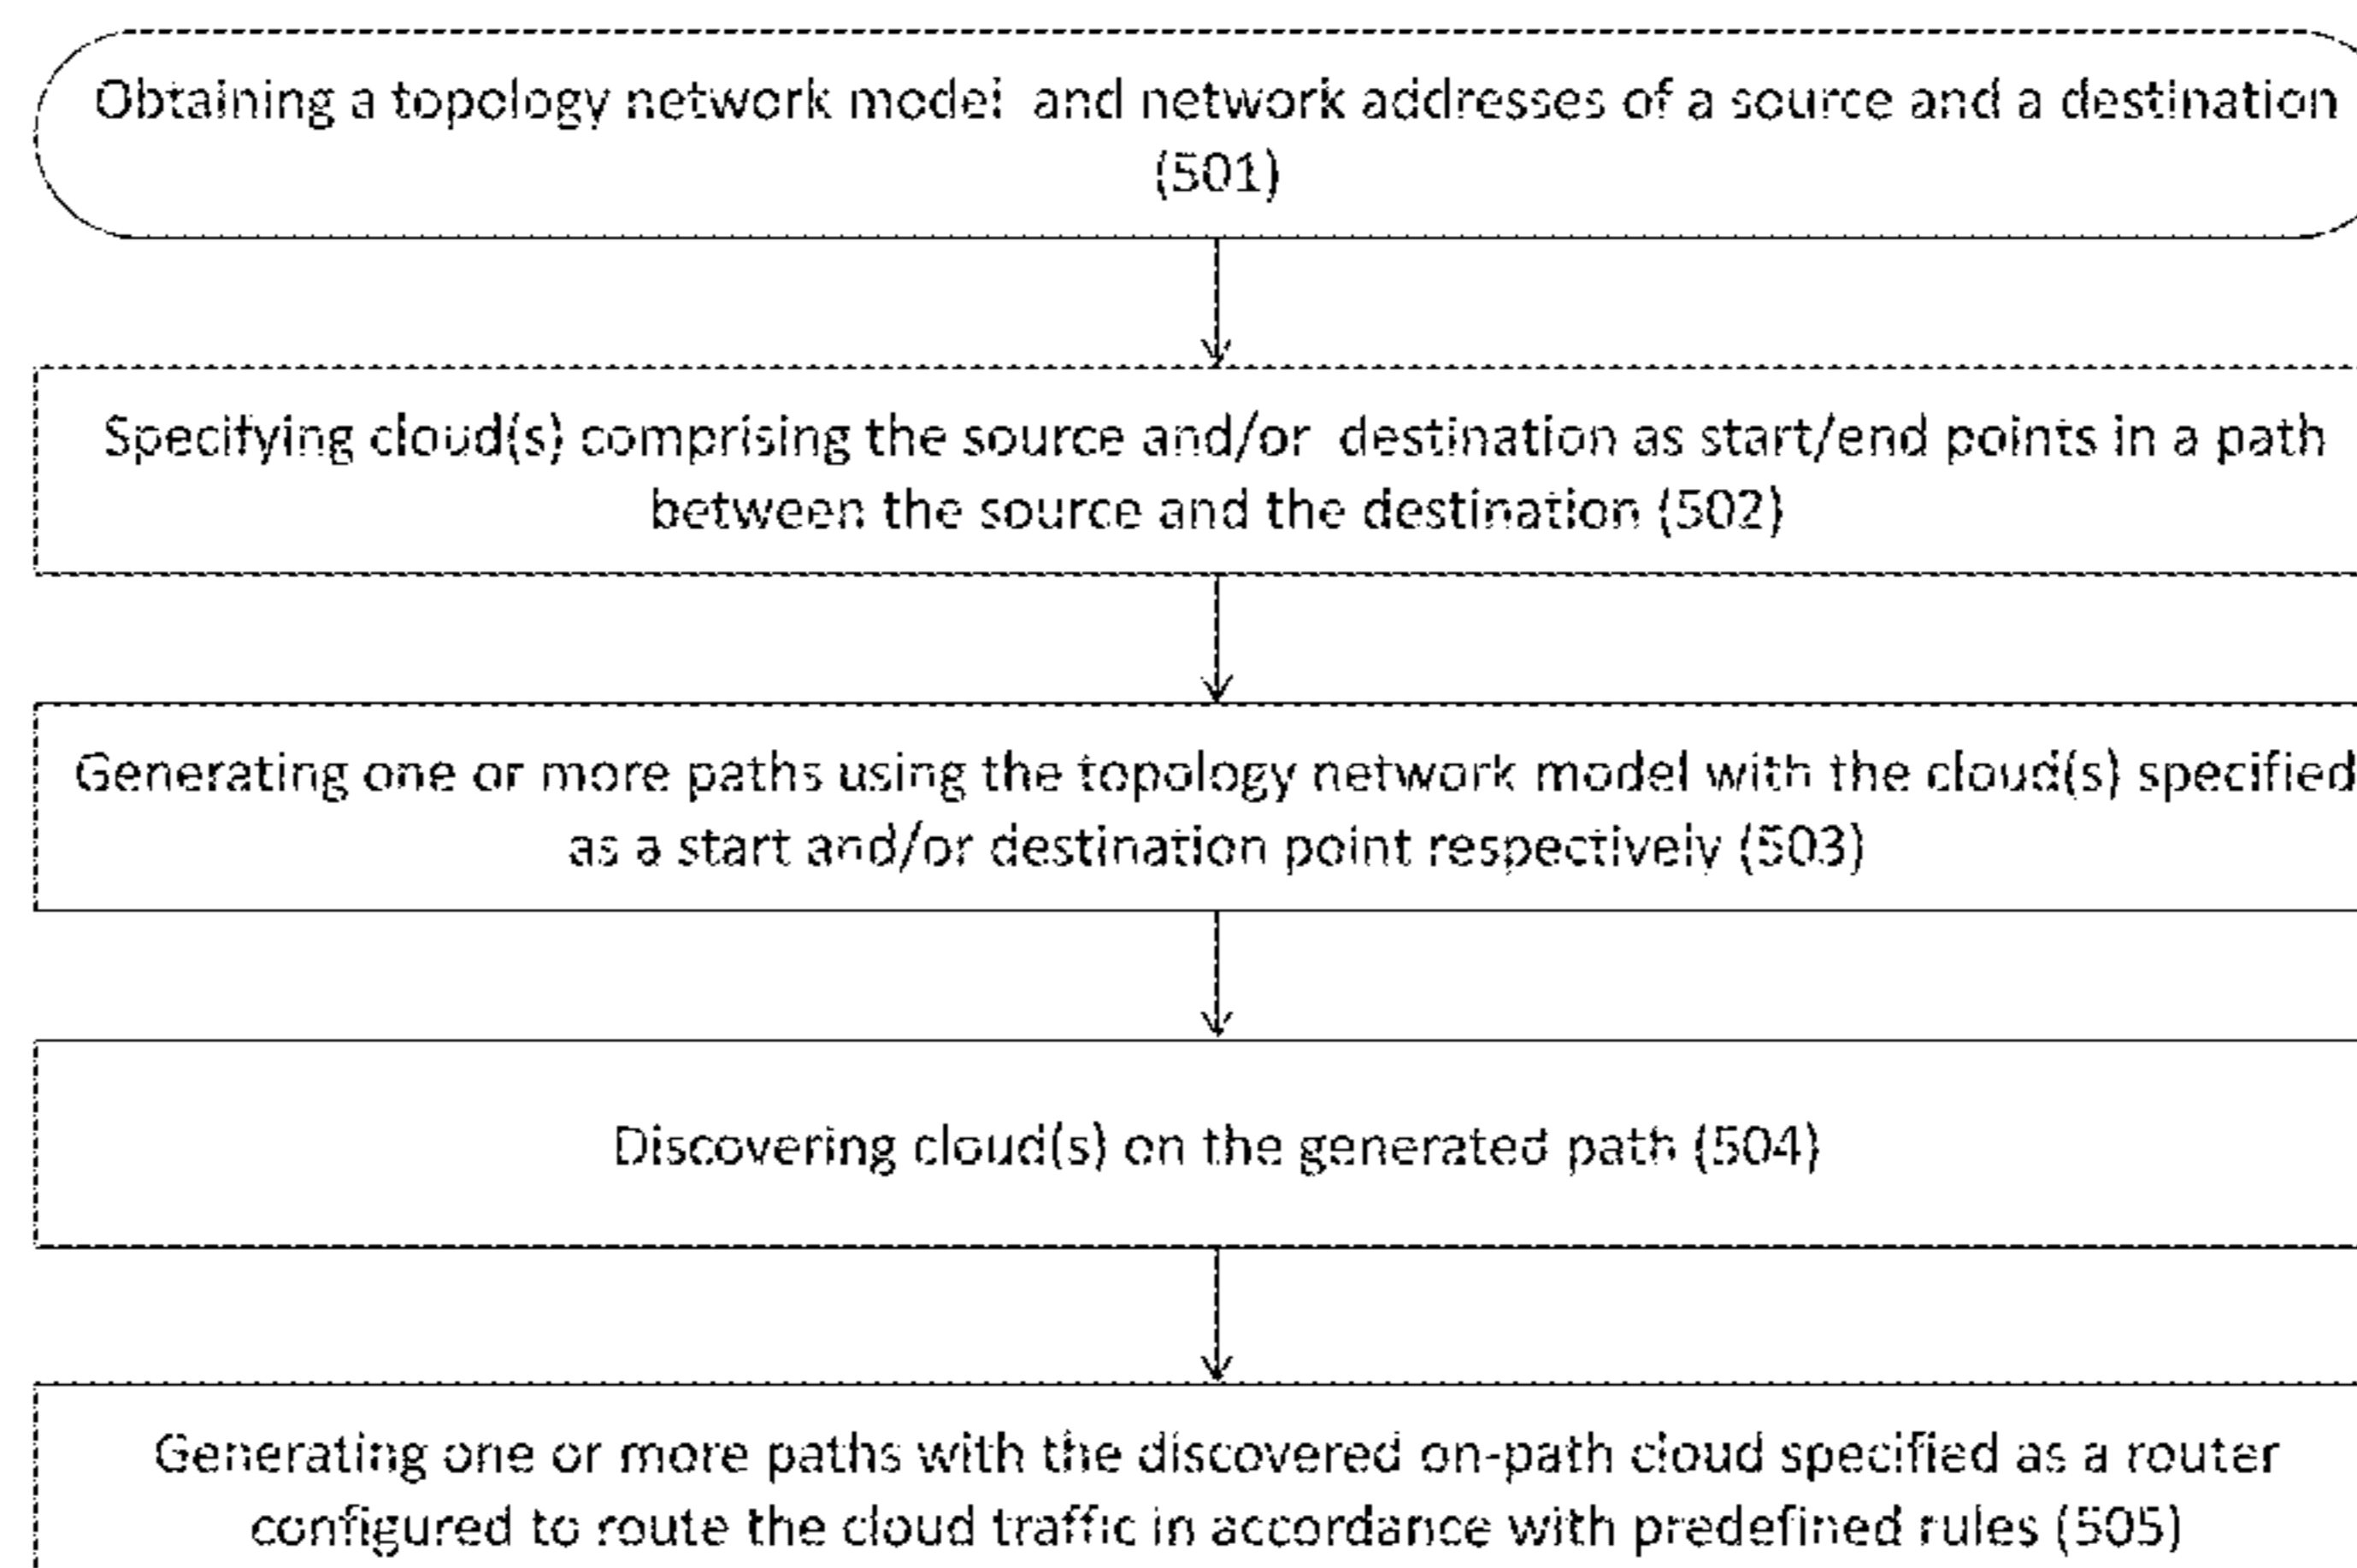 Obtaining a topology network model and network addresses of a source and a destination
(501)
Specifying cloud(s) comprising the source and/or destination as start/end points in a path
between the source and the destination (502)
Generating one or more paths using the topology network model with the cloud(s) specified
as a start and/or destination point respectively (503)
Discovering cloud(s) on the generated path (504)
Generating one or more paths with the discovered on-path cloud specified as a router
configured to route the cloud traffic in accordance with predefined rules (505)